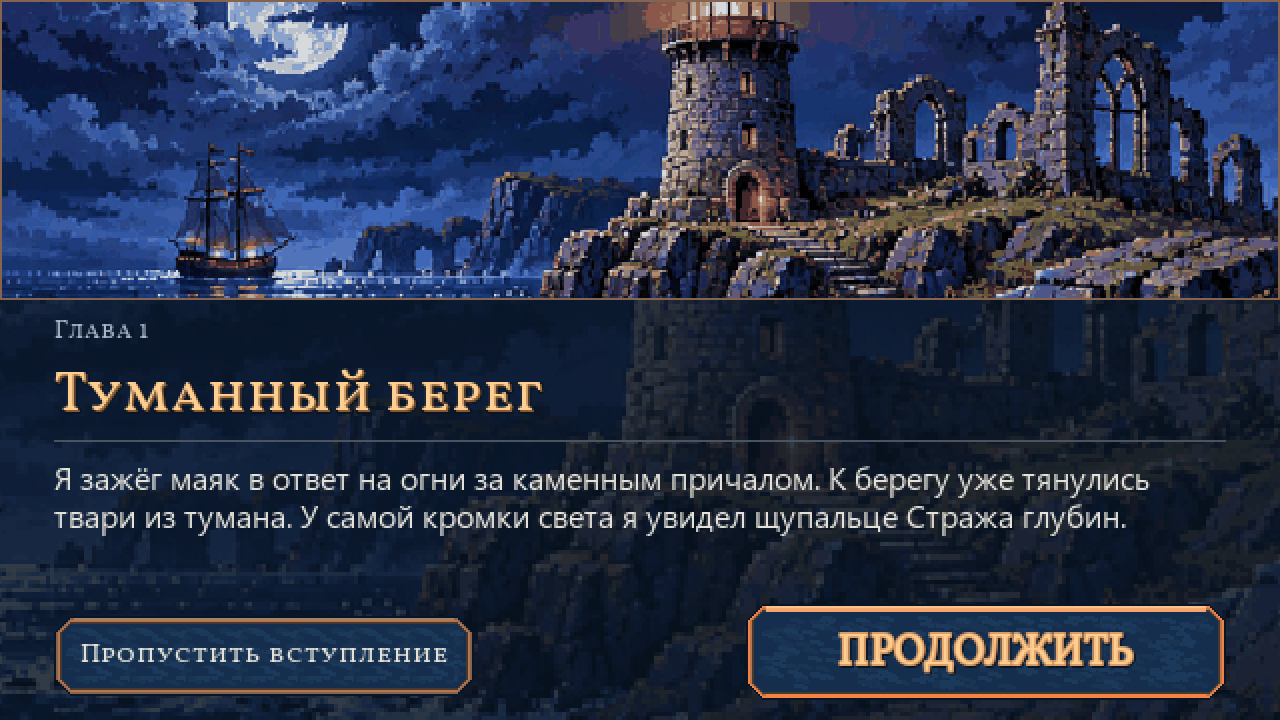 Глава 1
Туманный берег
Я зажёг маяк в ответ на огни за каменным причалом. К берегу уже тянулись
твари из тумана. У самой кромки света я увидел щупальце Стража глубин.
Пропустить вступление
ПРОДОЛЖИТЬ